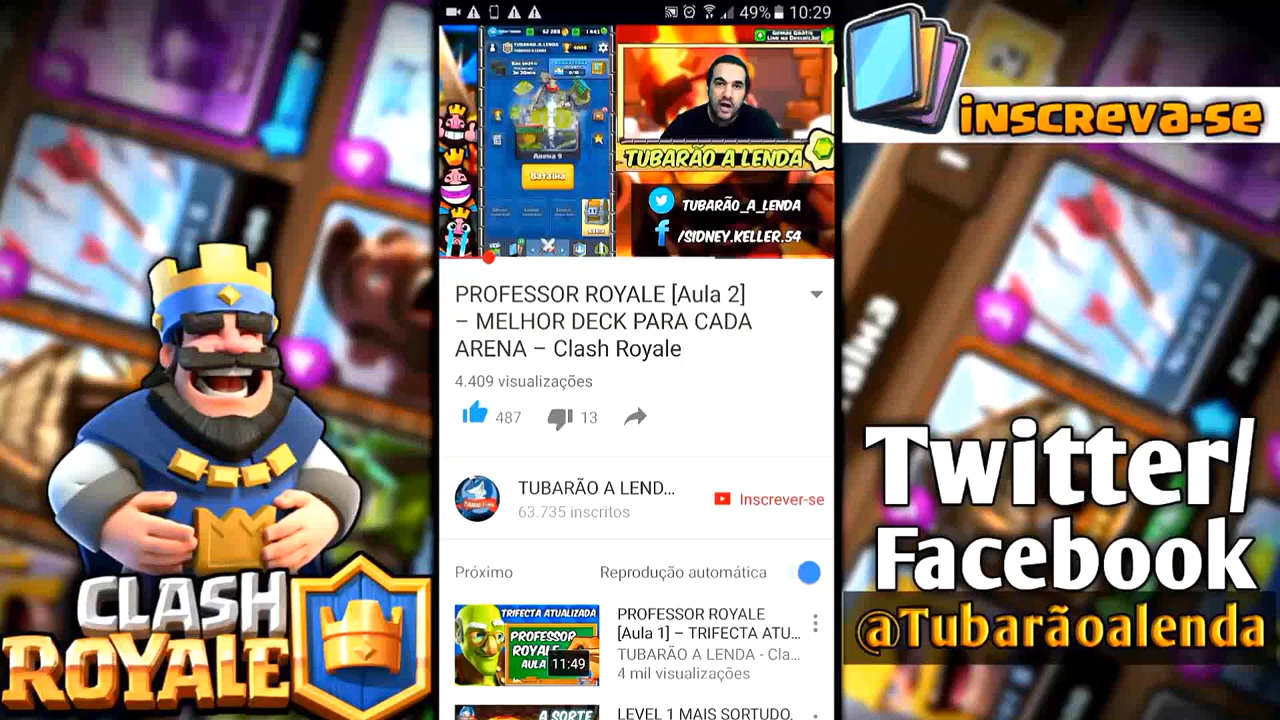 49% 10:29
TUBARÃO_A_LENDA
Arena 9
Batalha
TUBARÃO A LENDA
TUBARÃO_A_LENDA
/SIDNEY.KELLER.54
INSCREVA-SE
PROFESSOR ROYALE [Aula 2]
– MELHOR DECK PARA CADA
ARENA – Clash Royale
4.409 visualizações
487 13
TUBARÃO A LEND...
63.735 inscritos
Inscrever-se
Próximo
Reprodução automática
TRIFECTA ATUALIZADA
PROFESSOR
ROYALE
AULA
11:49
PROFESSOR ROYALE
[Aula 1] – TRIFECTA ATU...
TUBARÃO A LENDA - Cla...
4 mil visualizações
A SORTE
LEVEL 1 MAIS SORTUDO,
CLASH
ROYALE
Twitter/
Facebook
@Tubarãoalenda